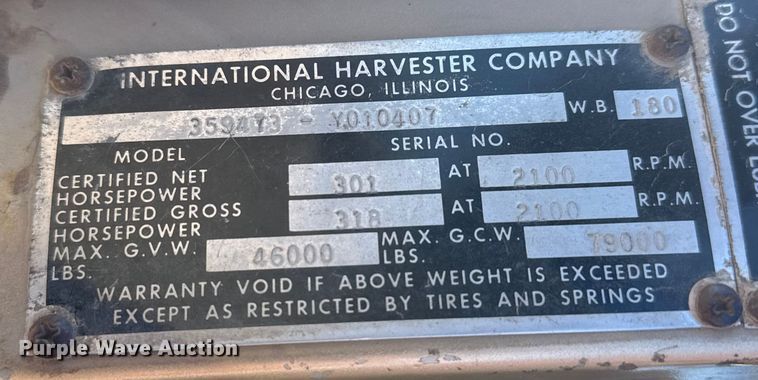 INTERNATIONAL HARVESTER COMPANY
CHICAGO, ILLINOIS
359473 - Y010407 W.B. 180
MODEL SERIAL NO.
CERTIFIED NET HORSEPOWER 301 AT 2100 R.P.M.
CERTIFIED GROSS HORSEPOWER 318 AT 2100 R.P.M.
MAX. G.V.W. LBS. 46000 MAX. G.C.W. LBS. 79000
WARRANTY VOID IF ABOVE WEIGHT IS EXCEEDED
EXCEPT AS RESTRICTED BY TIRES AND SPRINGS
DO NOT OVER
Purple Wave Auction